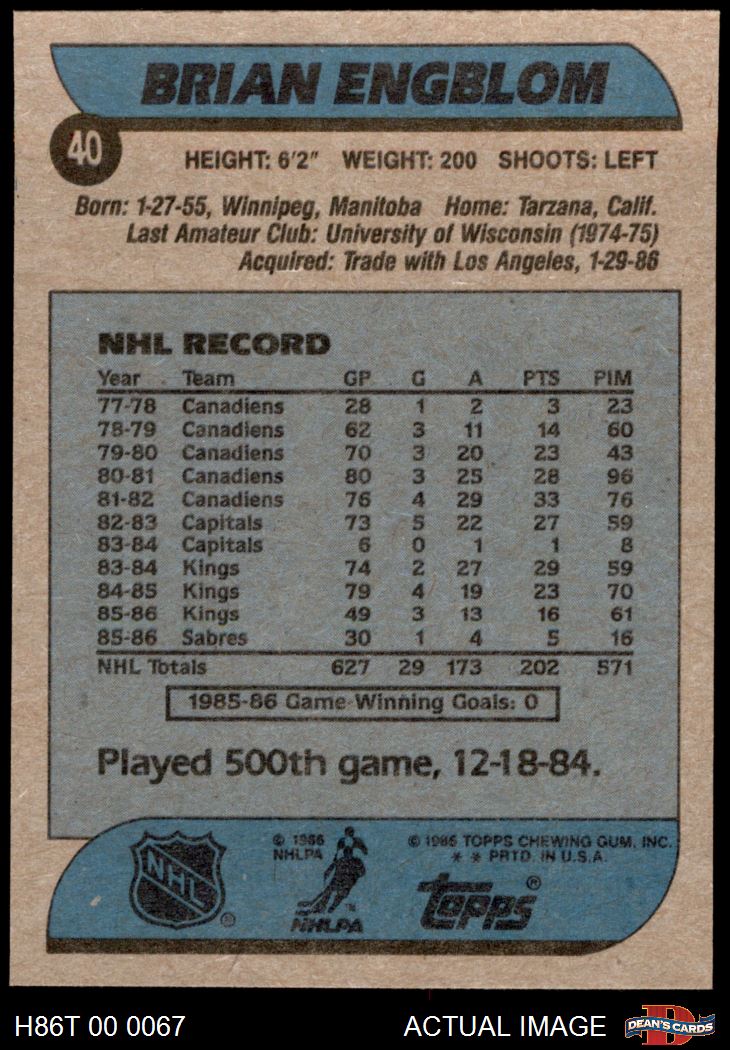 BRIAN ENGBLOM
40
HEIGHT: 6'2" WEIGHT: 200 SHOOTS: LEFT
Born: 1-27-55, Winnipeg, Manitoba Home: Tarzana, Calif.
Last Amateur Club: University of Wisconsin (1974-75)
Acquired: Trade with Los Angeles, 1-29-86
NHL RECORD
Year Team GP G A PTS PIM
77-78 Canadiens 28 1 2 3 23
78-79 Canadiens 62 3 11 14 60
79-80 Canadiens 70 3 20 23 43
80-81 Canadiens 80 3 25 28 96
81-82 Canadiens 76 4 29 33 76
82-83 Capitals 73 5 22 27 59
83-84 Capitals 6 0 1 1 8
83-84 Kings 74 2 27 29 59
84-85 Kings 79 4 19 23 70
85-86 Kings 49 3 13 16 61
85-86 Sabres 30 1 4 5 16
NHL Totals 627 29 173 202 571
1985-86 Game-Winning Goals: 0
Played 500th game, 12-18-84.
NHL ®
© 1986
NHLPA
NHLPA
© 1986 TOPPS CHEWING GUM, INC.
* * PRTD. IN U.S.A.
topps ®
H86T 00 0067 ACTUAL IMAGE
D
DEAN'S CARDS